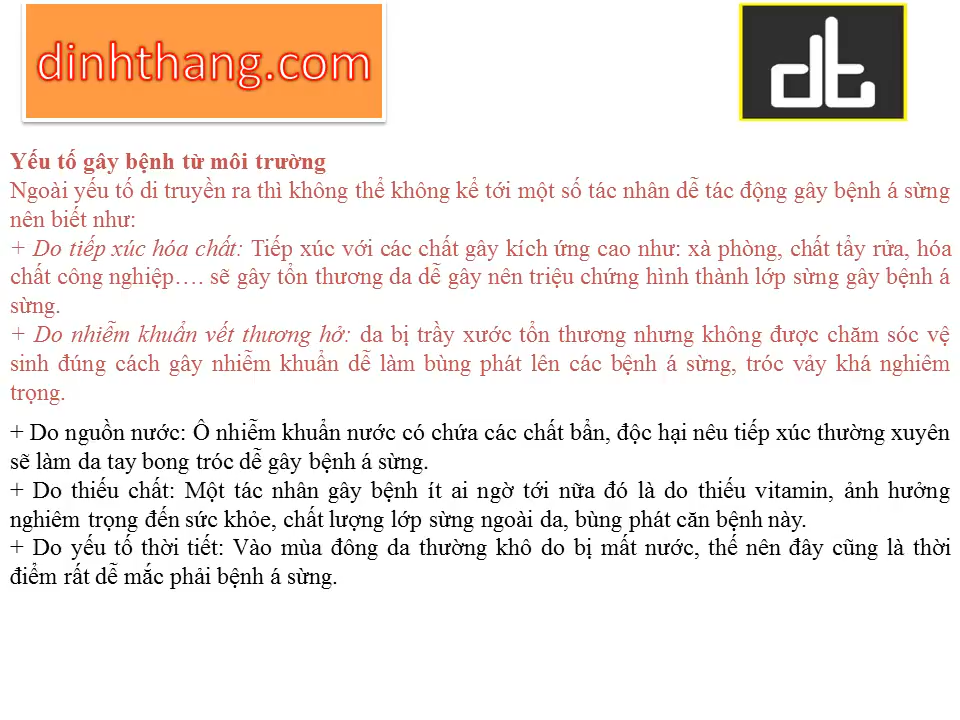 dinhthang.com
dt
Yếu tố gây bệnh từ môi trường
Ngoài yếu tố di truyền ra thì không thể không kể tới một số tác nhân dễ tác động gây bệnh á sừng
nên biết như:
+ Do tiếp xúc hóa chất: Tiếp xúc với các chất gây kích ứng cao như: xà phòng, chất tẩy rửa, hóa
chất công nghiệp…. sẽ gây tổn thương da dễ gây nên triệu chứng hình thành lớp sừng gây bệnh á
sừng.
+ Do nhiễm khuẩn vết thương hở: da bị trầy xước tổn thương nhưng không được chăm sóc vệ
sinh đúng cách gây nhiễm khuẩn dễ làm bùng phát lên các bệnh á sừng, tróc vảy khá nghiêm
trọng.
+ Do nguồn nước: Ô nhiễm khuẩn nước có chứa các chất bẩn, độc hại nêu tiếp xúc thường xuyên
sẽ làm da tay bong tróc dễ gây bệnh á sừng.
+ Do thiếu chất: Một tác nhân gây bệnh ít ai ngờ tới nữa đó là do thiếu vitamin, ảnh hưởng
nghiêm trọng đến sức khỏe, chất lượng lớp sừng ngoài da, bùng phát căn bệnh này.
+ Do yếu tố thời tiết: Vào mùa đông da thường khô do bị mất nước, thế nên đây cũng là thời
điểm rất dễ mắc phải bệnh á sừng.